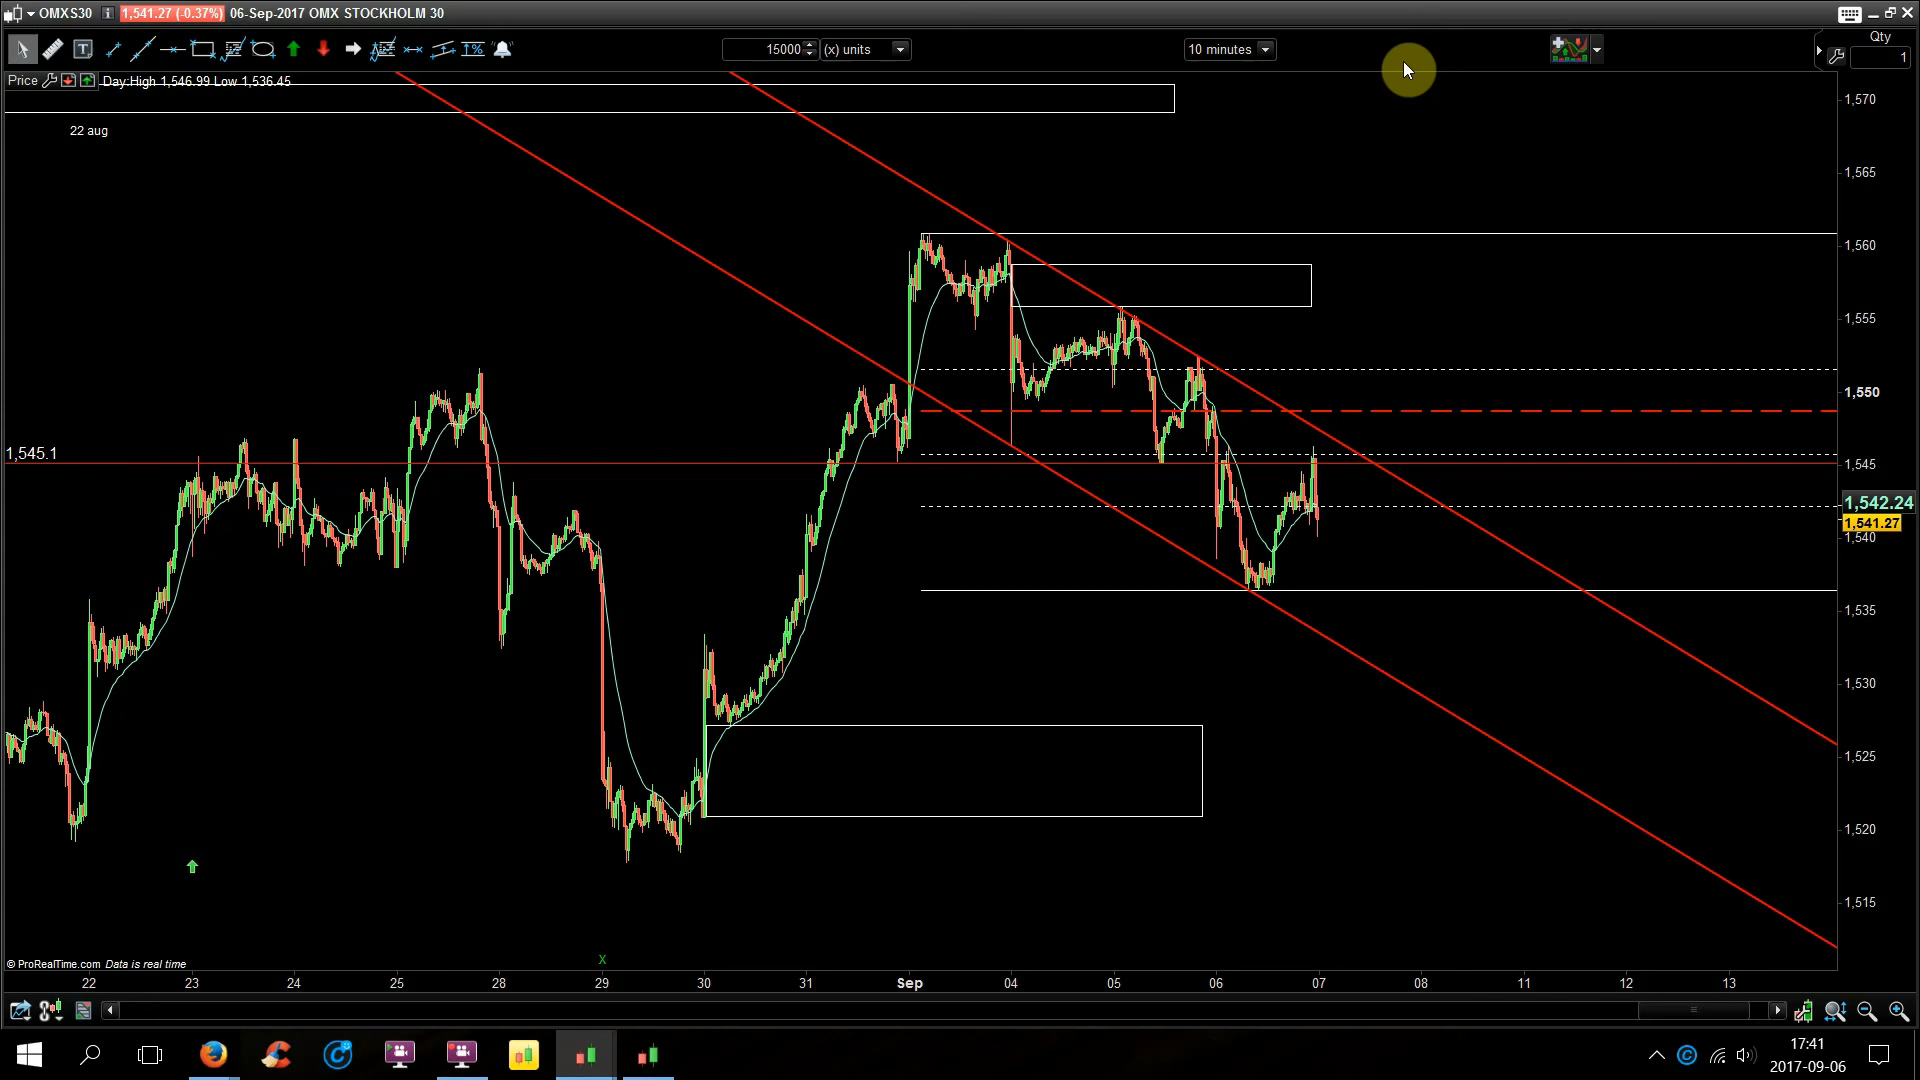 OMXS30 i 1,541.27 (-0.37%) 06-Sep-2017 OMX STOCKHOLM 30
T 1% 15000 (x) units 10 minutes Qty
1
Price Day:High 1,546.99 Low 1,536.45
22 aug
1,570
1,565
1,560
1,555
1,550
1,545.1
1,545
1,542.24
1,541.27
1,540
1,535
1,530
1,525
1,520
1,515
X
© ProRealTime.com Data is real time
22 23 24 25 28 29 30 31 Sep 04 05 06 07 08 11 12 13
17:41
2017-09-06